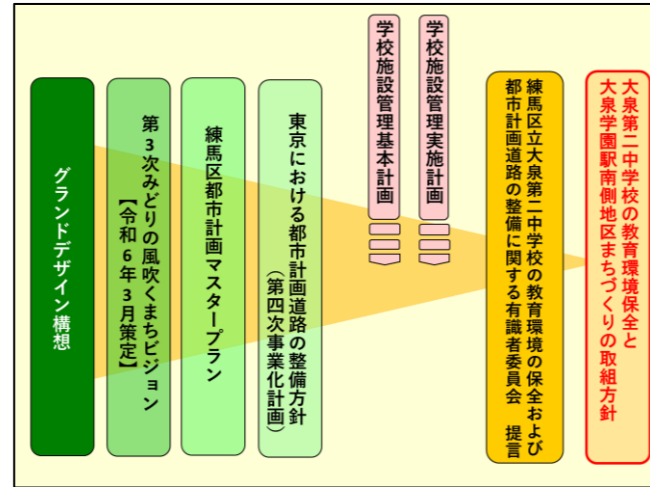 グランドデザイン構想
第3次みどりの風吹くまちビジョン
【令和6年3月策定】
練馬区都市計画マスタープラン
東京における都市計画道路の整備方針
（第四次事業化計画）
学校施設管理基本計画
学校施設管理実施計画
練馬区立大泉第二中学校の教育環境の保全および
都市計画道路の整備に関する有識者委員会　提言
大泉第二中学校の教育環境保全と
大泉学園駅南側地区まちづくりの取組方針